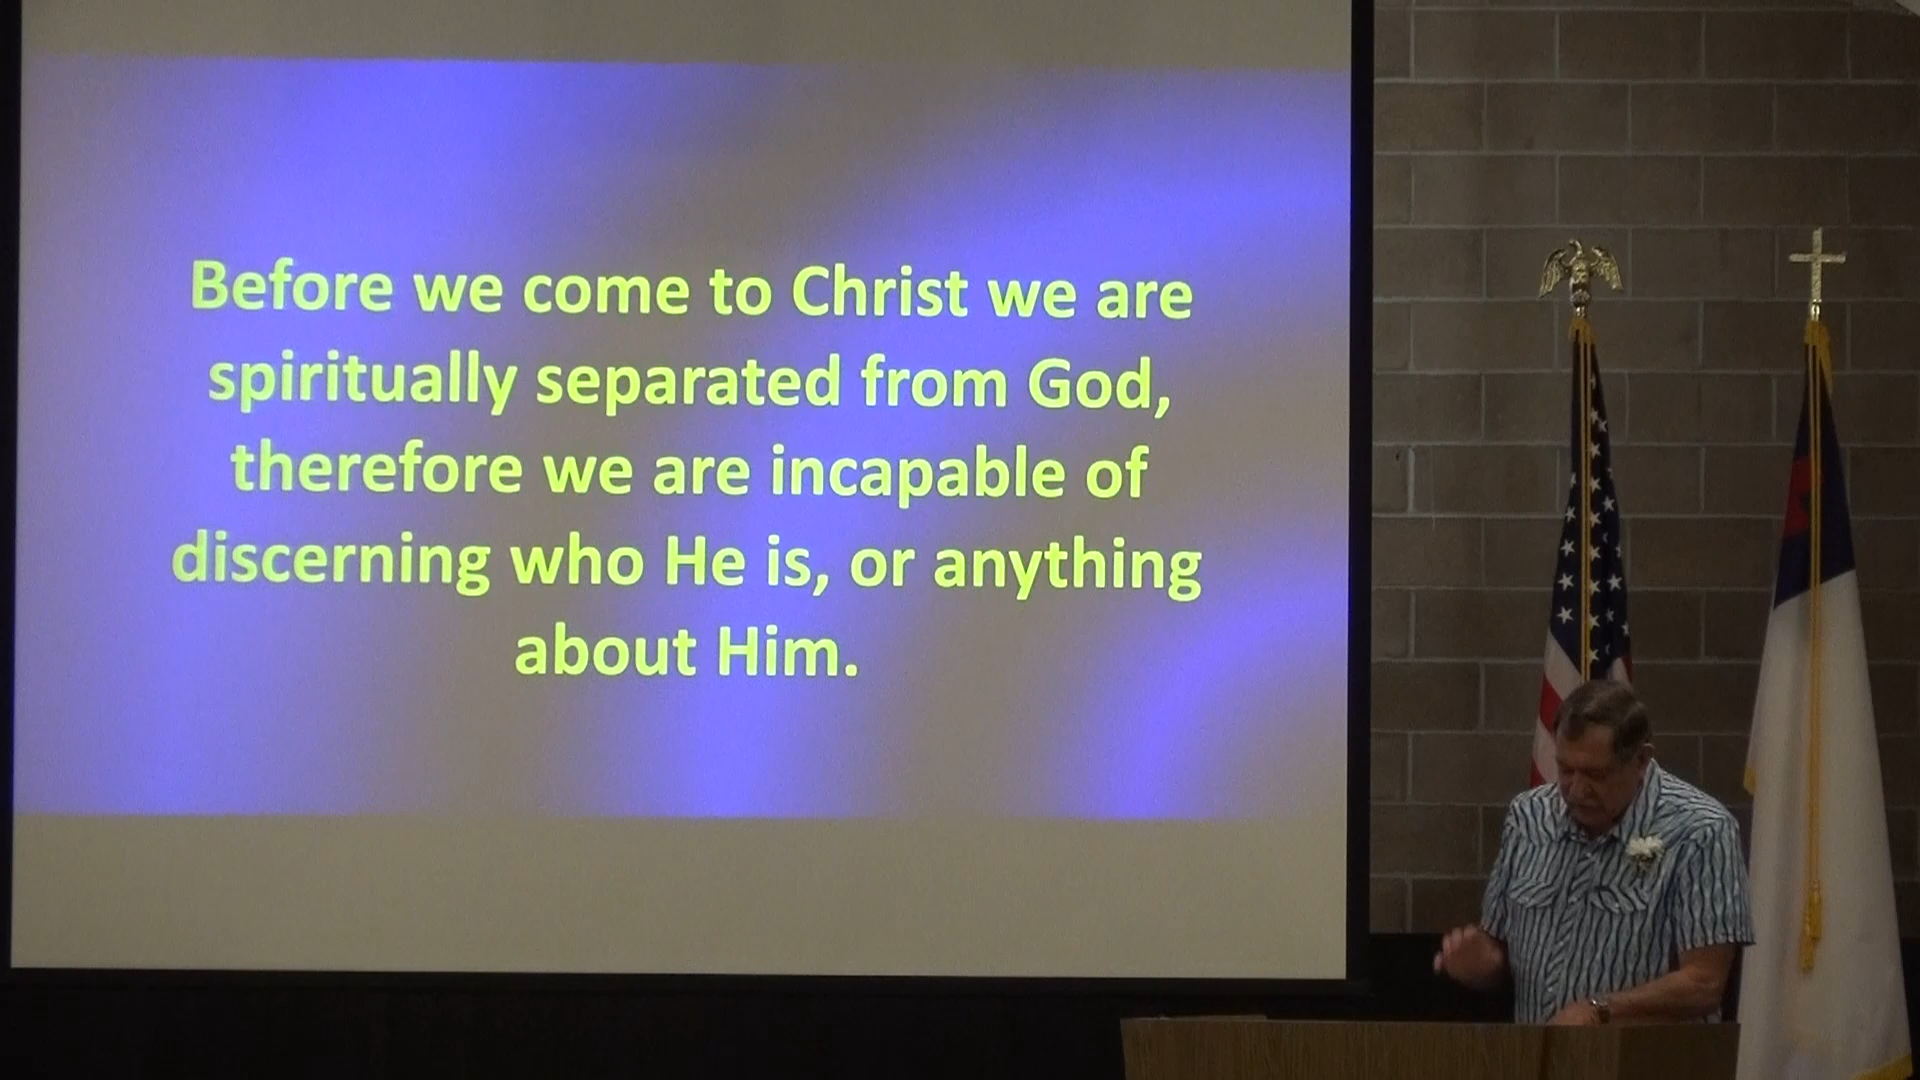 Before we come to Christ we are
spiritually separated from God,
therefore we are incapable of
discerning who He is, or anything
about Him.